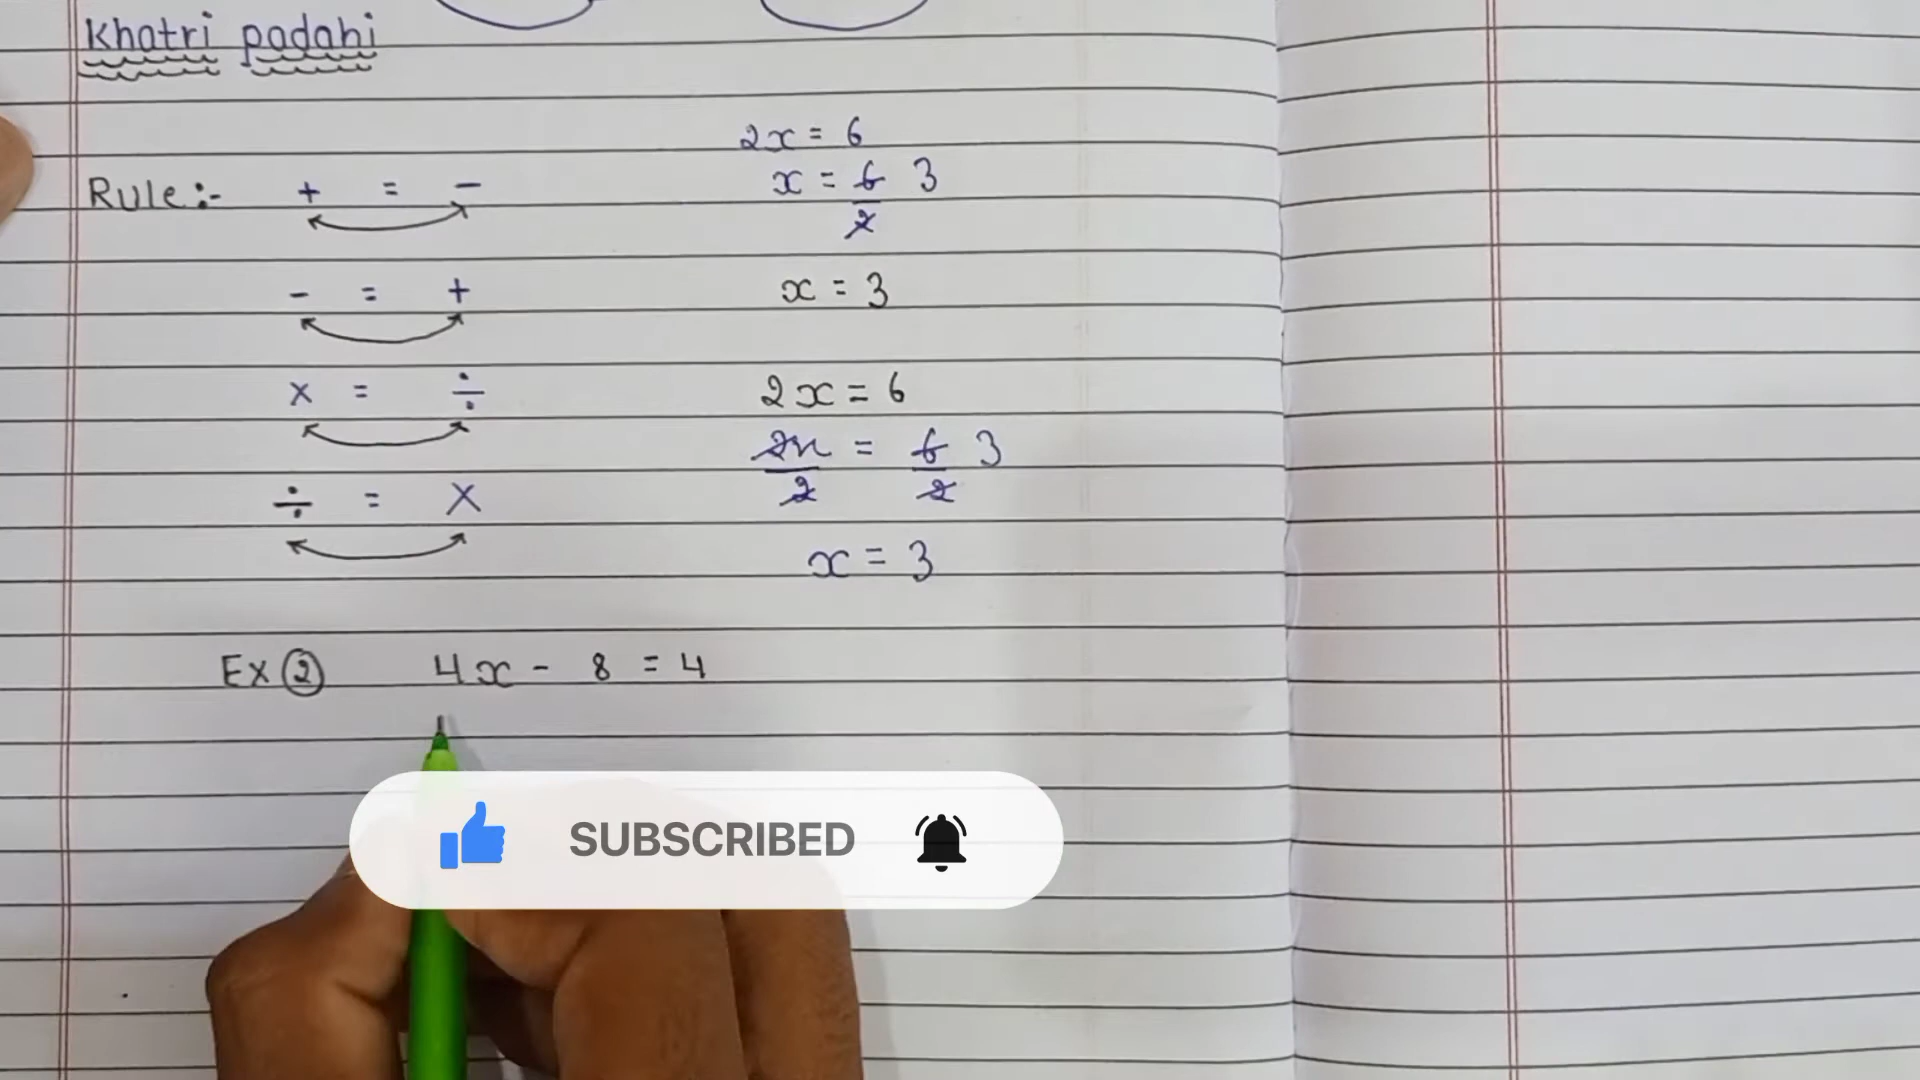 Khatri padahi
Rule:- + = -
- = +
× = ÷
÷ = ×
2x = 6
x = 6 3
2
x = 3
2x = 6
2x = 6 3
2 2
x = 3
Ex ② 4x - 8 = 4
SUBSCRIBED